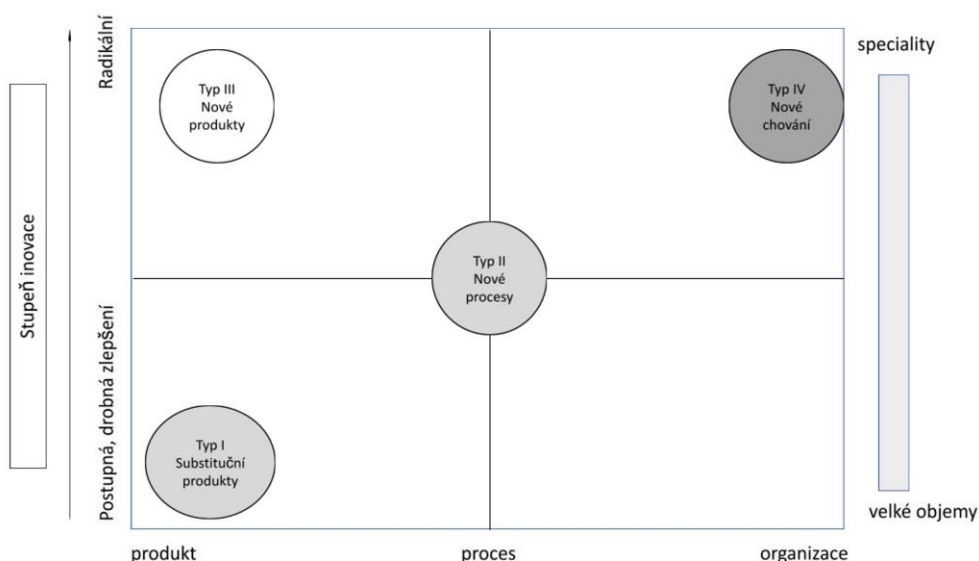 Stupeň inovace
Radikální
Postupná, drobná zlepšení
Typ III
Nové
produkty
Typ IV
Nové
chování
speciality
Typ II
Nové
procesy
Typ I
Substituční
produkty
velké objemy
produkt
proces
organizace